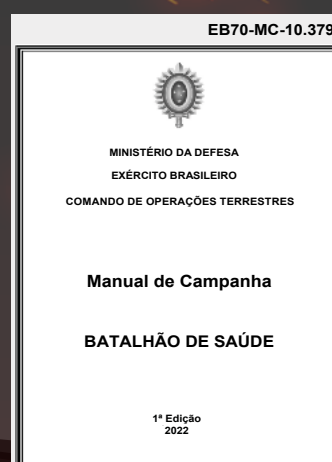 EB70-MC-10.379
MINISTÉRIO DA DEFESA
EXÉRCITO BRASILEIRO
COMANDO DE OPERAÇÕES TERRESTRES
Manual de Campanha
BATALHÃO DE SAÚDE
1ª Edição
2022